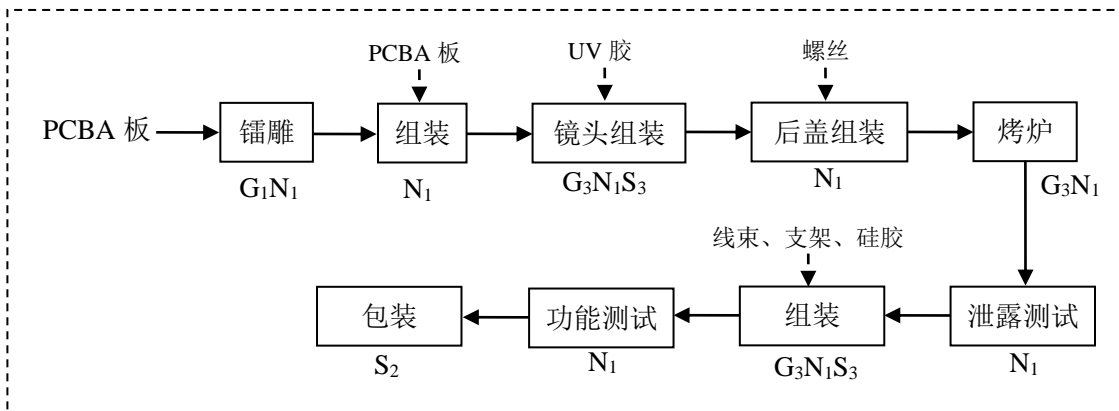 PCBA 板
UV 胶
螺丝
PCBA 板
镭雕
组装
镜头组装
后盖组装
烤炉
G₁N₁
N₁
G₃N₁S₃
N₁
G₃N₁
线束、支架、硅胶
包装
功能测试
组装
泄露测试
S₂
N₁
G₃N₁S₃
N₁